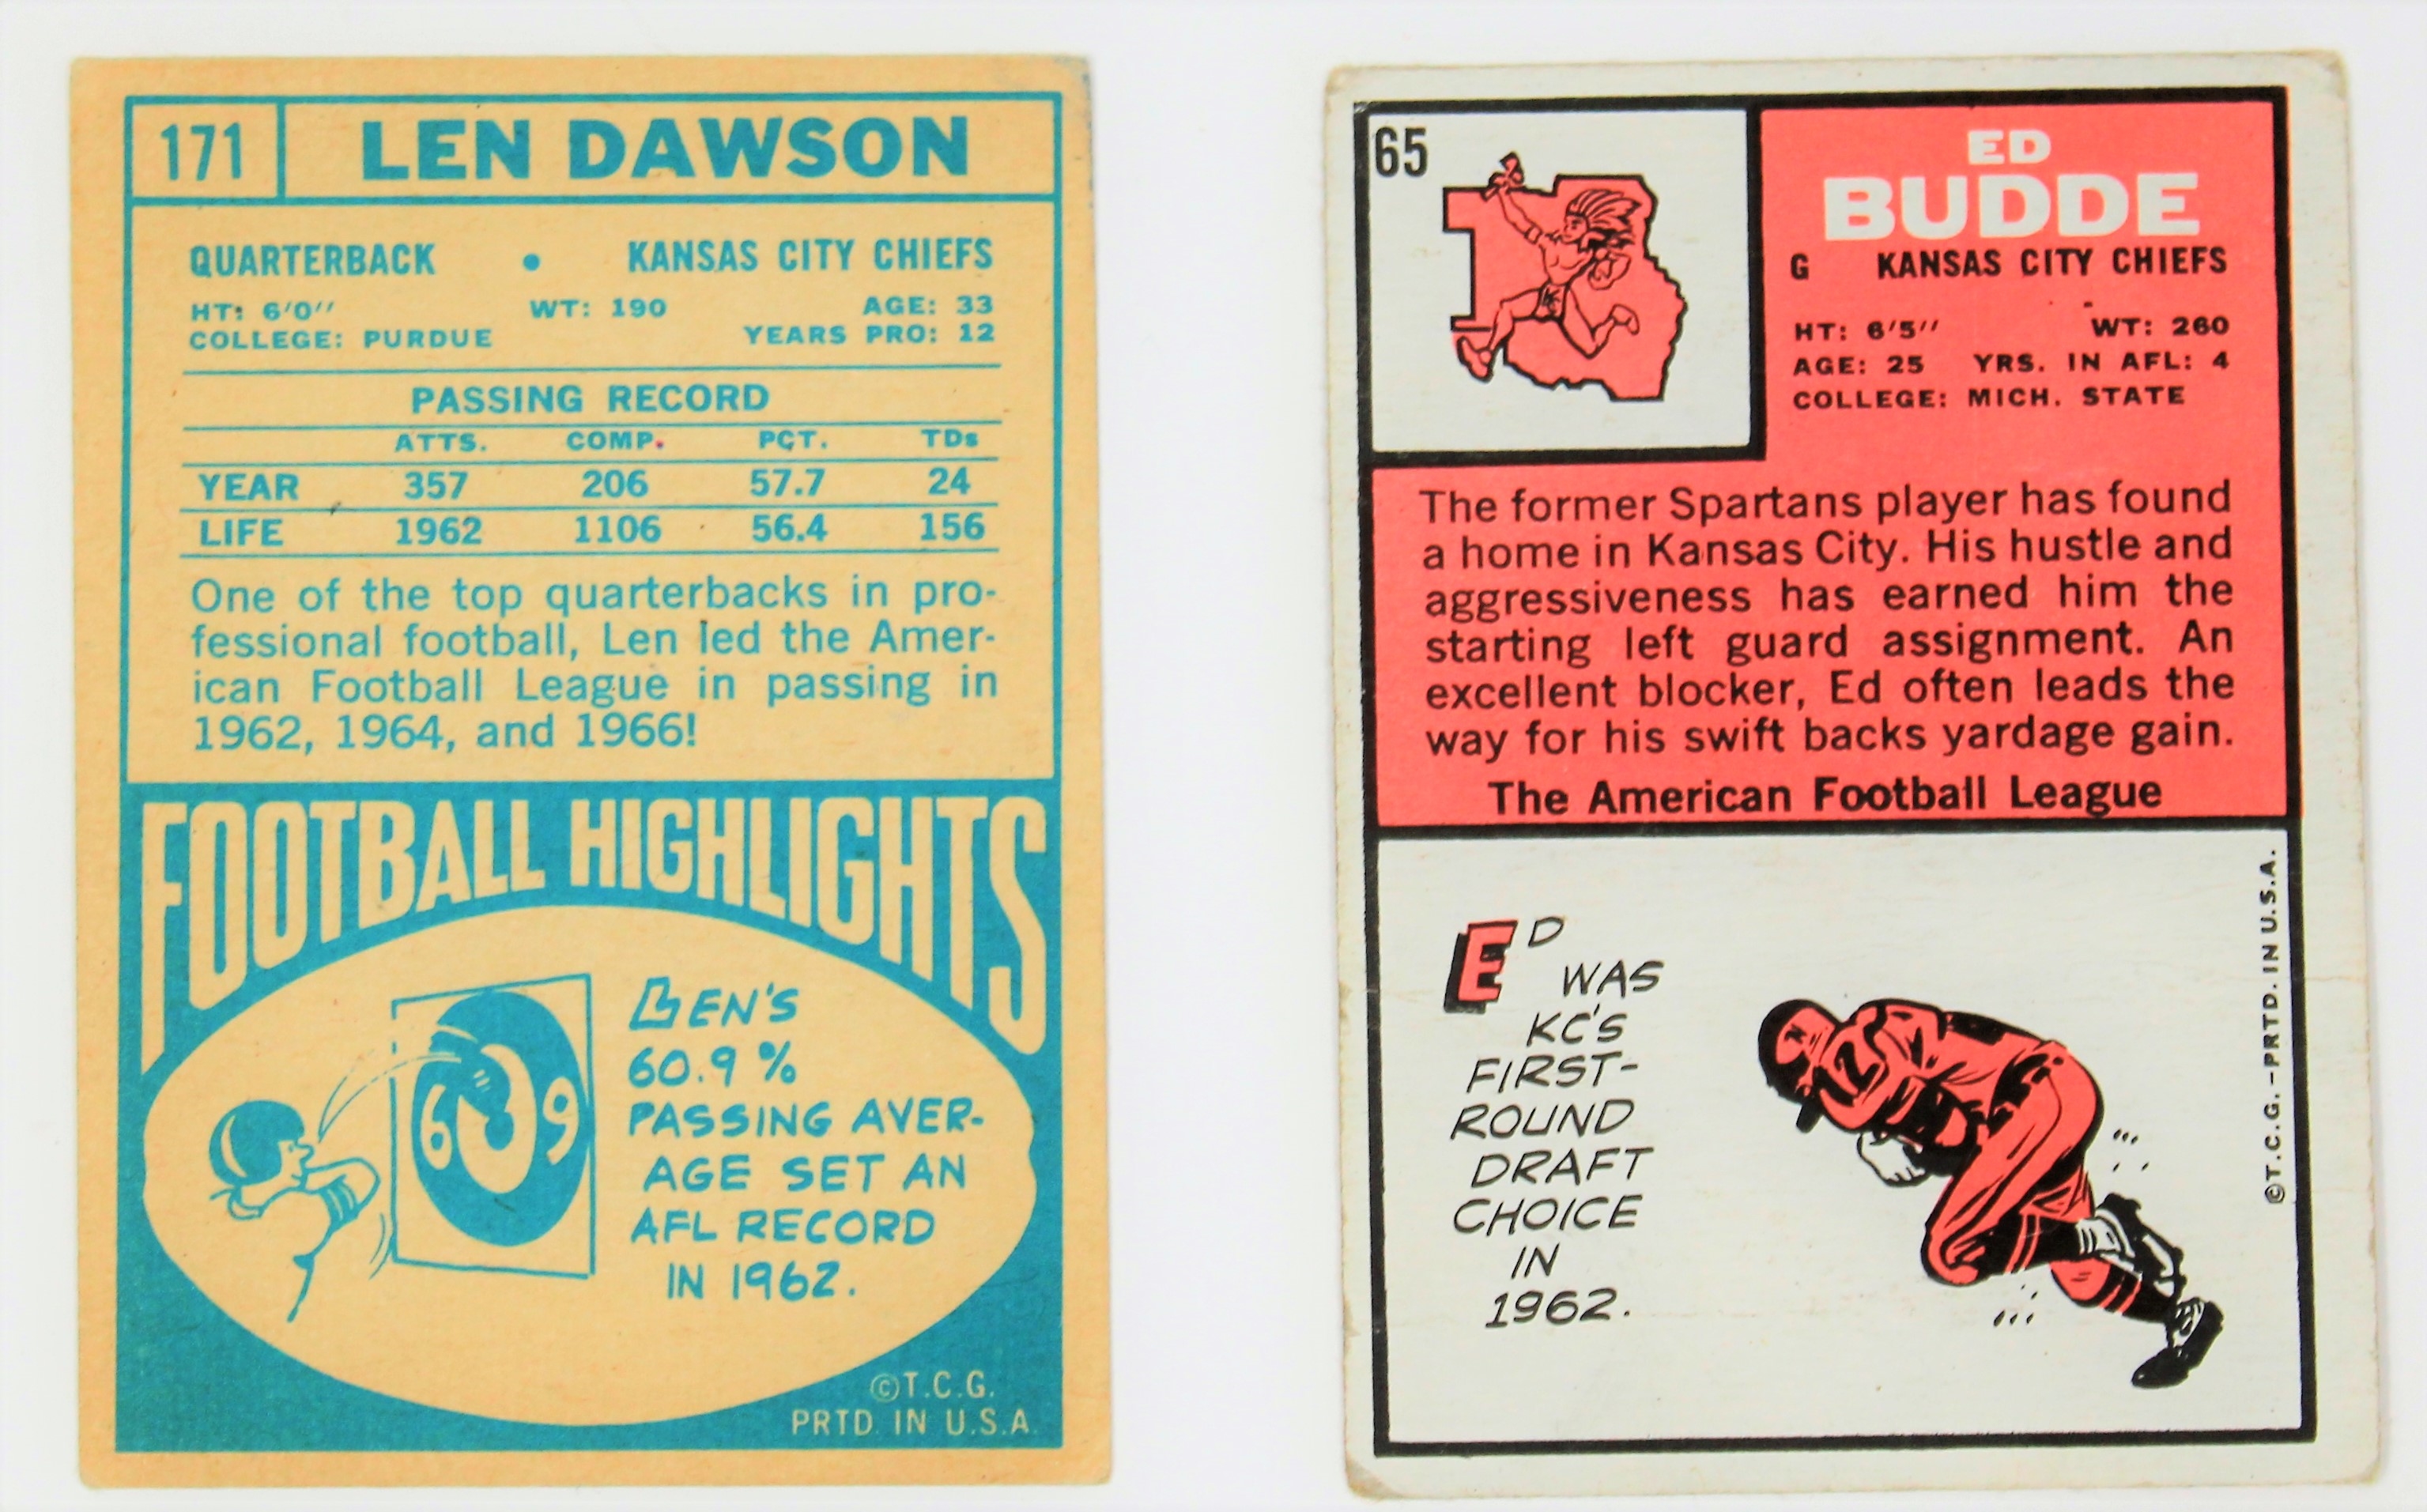 171 LEN DAWSON
QUARTERBACK • KANSAS CITY CHIEFS
HT: 6'0" WT: 190 AGE: 33
COLLEGE: PURDUE YEARS PRO: 12
PASSING RECORD
ATTS. COMP. PCT. TDs
YEAR 357 206 57.7 24
LIFE 1962 1106 56.4 156
One of the top quarterbacks in pro-
fessional football, Len led the Amer-
ican Football League in passing in
1962, 1964, and 1966!
FOOTBALL HIGHLIGHTS
609
LEN'S
60.9 %
PASSING AVER-
AGE SET AN
AFL RECORD
IN 1962.
©T.C.G.
PRTD. IN U.S.A.
65
KC
ED
BUDDE
G KANSAS CITY CHIEFS
HT: 6'5" WT: 260
AGE: 25 YRS. IN AFL: 4
COLLEGE: MICH. STATE
The former Spartans player has found
a home in Kansas City. His hustle and
aggressiveness has earned him the
starting left guard assignment. An
excellent blocker, Ed often leads the
way for his swift backs yardage gain.
The American Football League
ED
WAS
KC'S
FIRST-
ROUND
DRAFT
CHOICE
IN
1962.
12
©T.C.G.–PRTD. IN U.S.A.